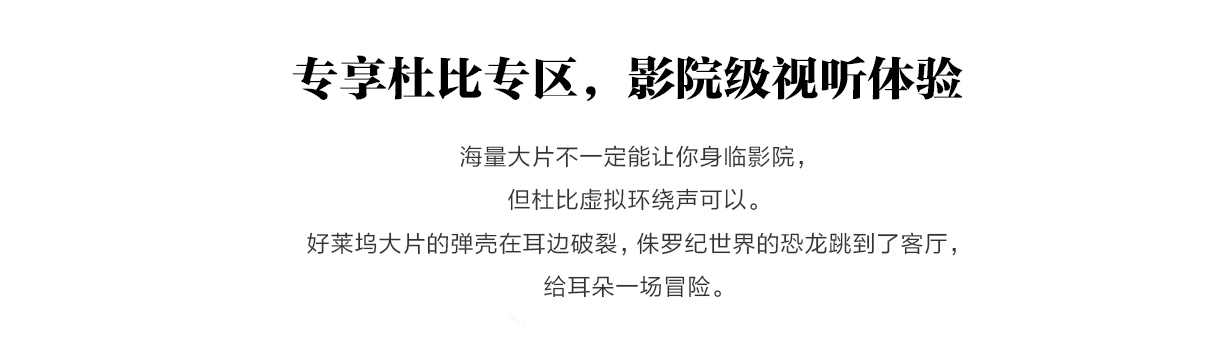 专享杜比专区，影院级视听体验
海量大片不一定能让你身临影院，
但杜比虚拟环绕声可以。
好莱坞大片的弹壳在耳边破裂，侏罗纪世界的恐龙跳到了客厅，
给耳朵一场冒险。